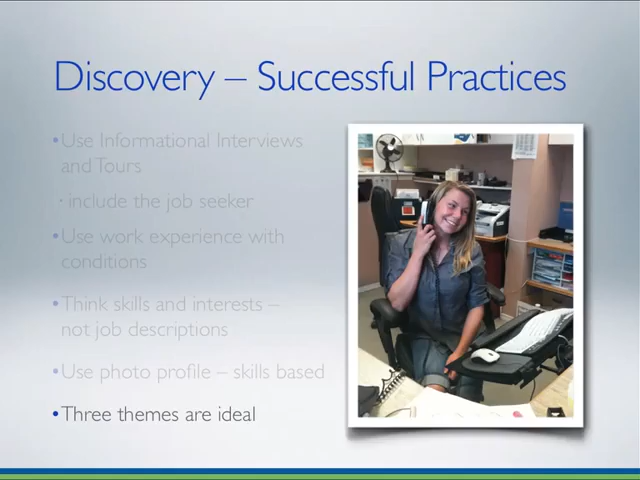 Discovery – Successful Practices
•Use Informational Interviews
and Tours
· include the job seeker
•Use work experience with
conditions
•Think skills and interests –
not job descriptions
•Use photo profile – skills based
•Three themes are ideal